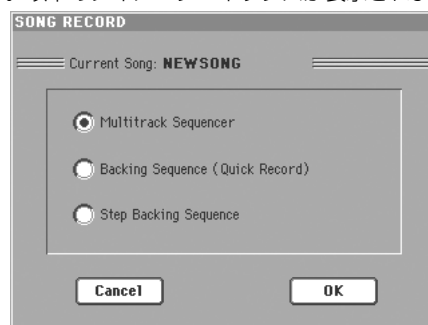 SONG RECORD
Current Song: NEWSONG
Multitrack Sequencer
Backing Sequence (Quick Record)
Step Backing Sequence
Cancel
OK